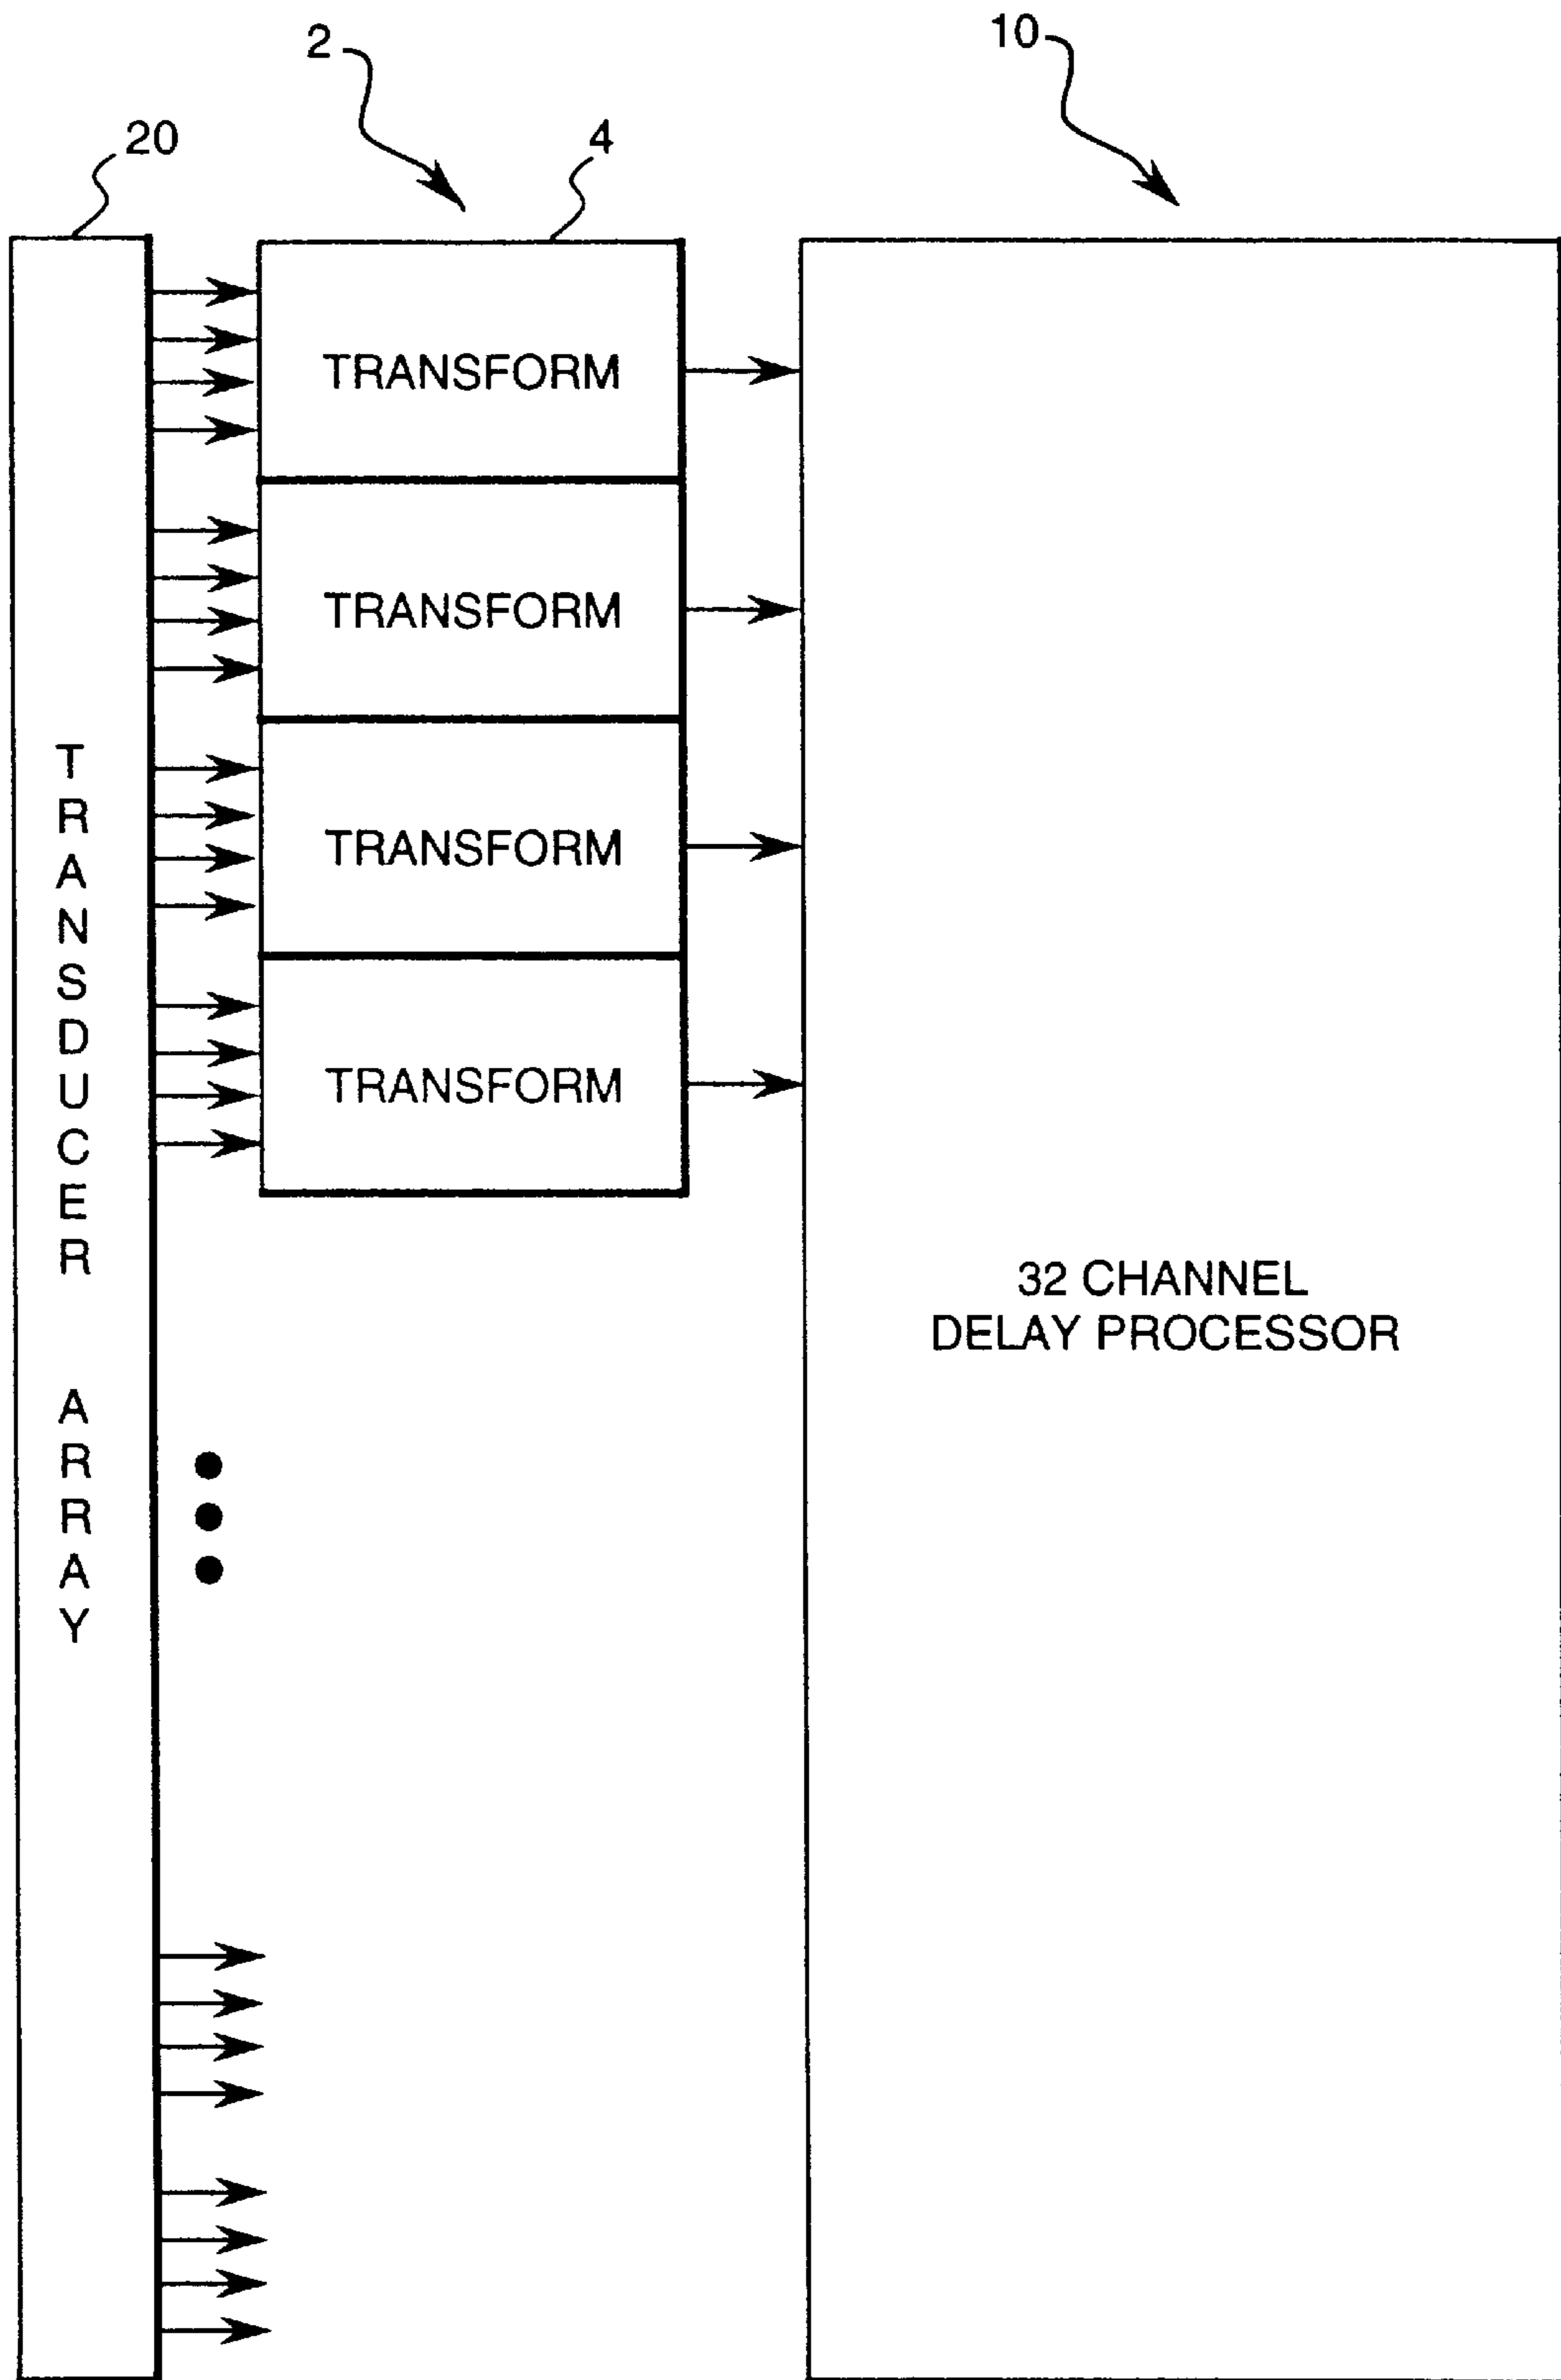 2
10
20
4
TRANSFORM
TRANSFORM
TRANSFORM
TRANSFORM
TRANSDUCER ARRAY
32 CHANNEL
DELAY PROCESSOR